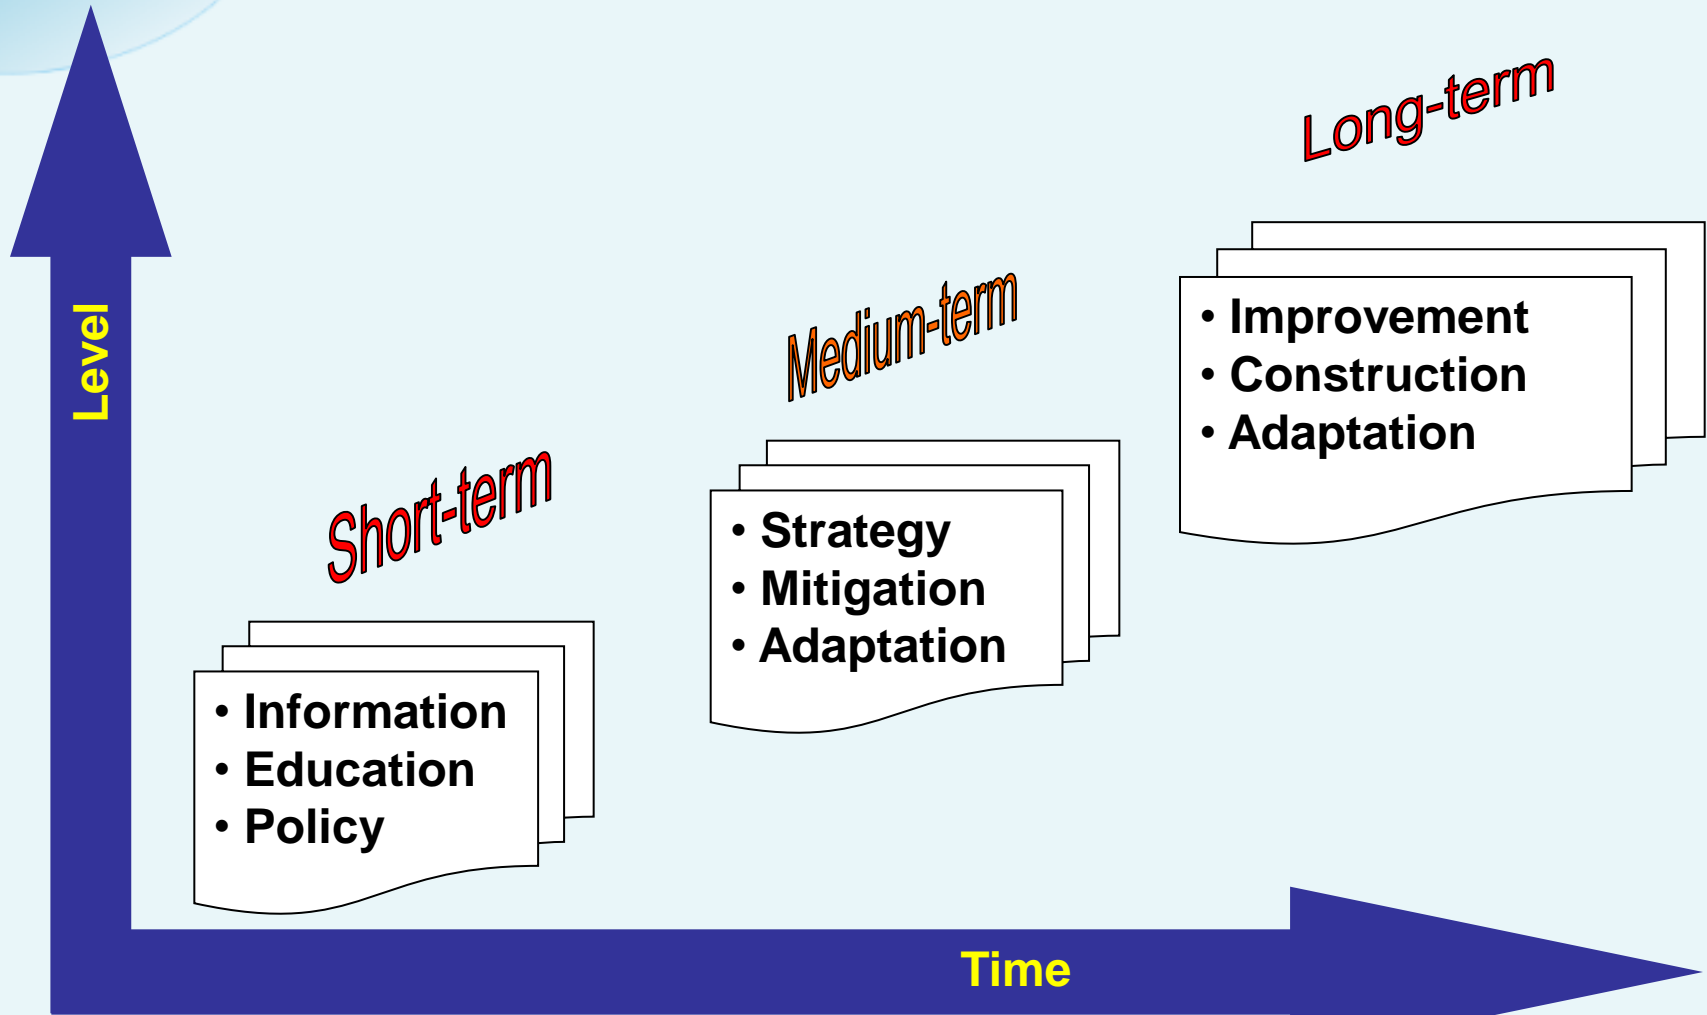 Level
Short-term
• Information
• Education
• Policy
Medium-term
• Strategy
• Mitigation
• Adaptation
Long-term
• Improvement
• Construction
• Adaptation
Time